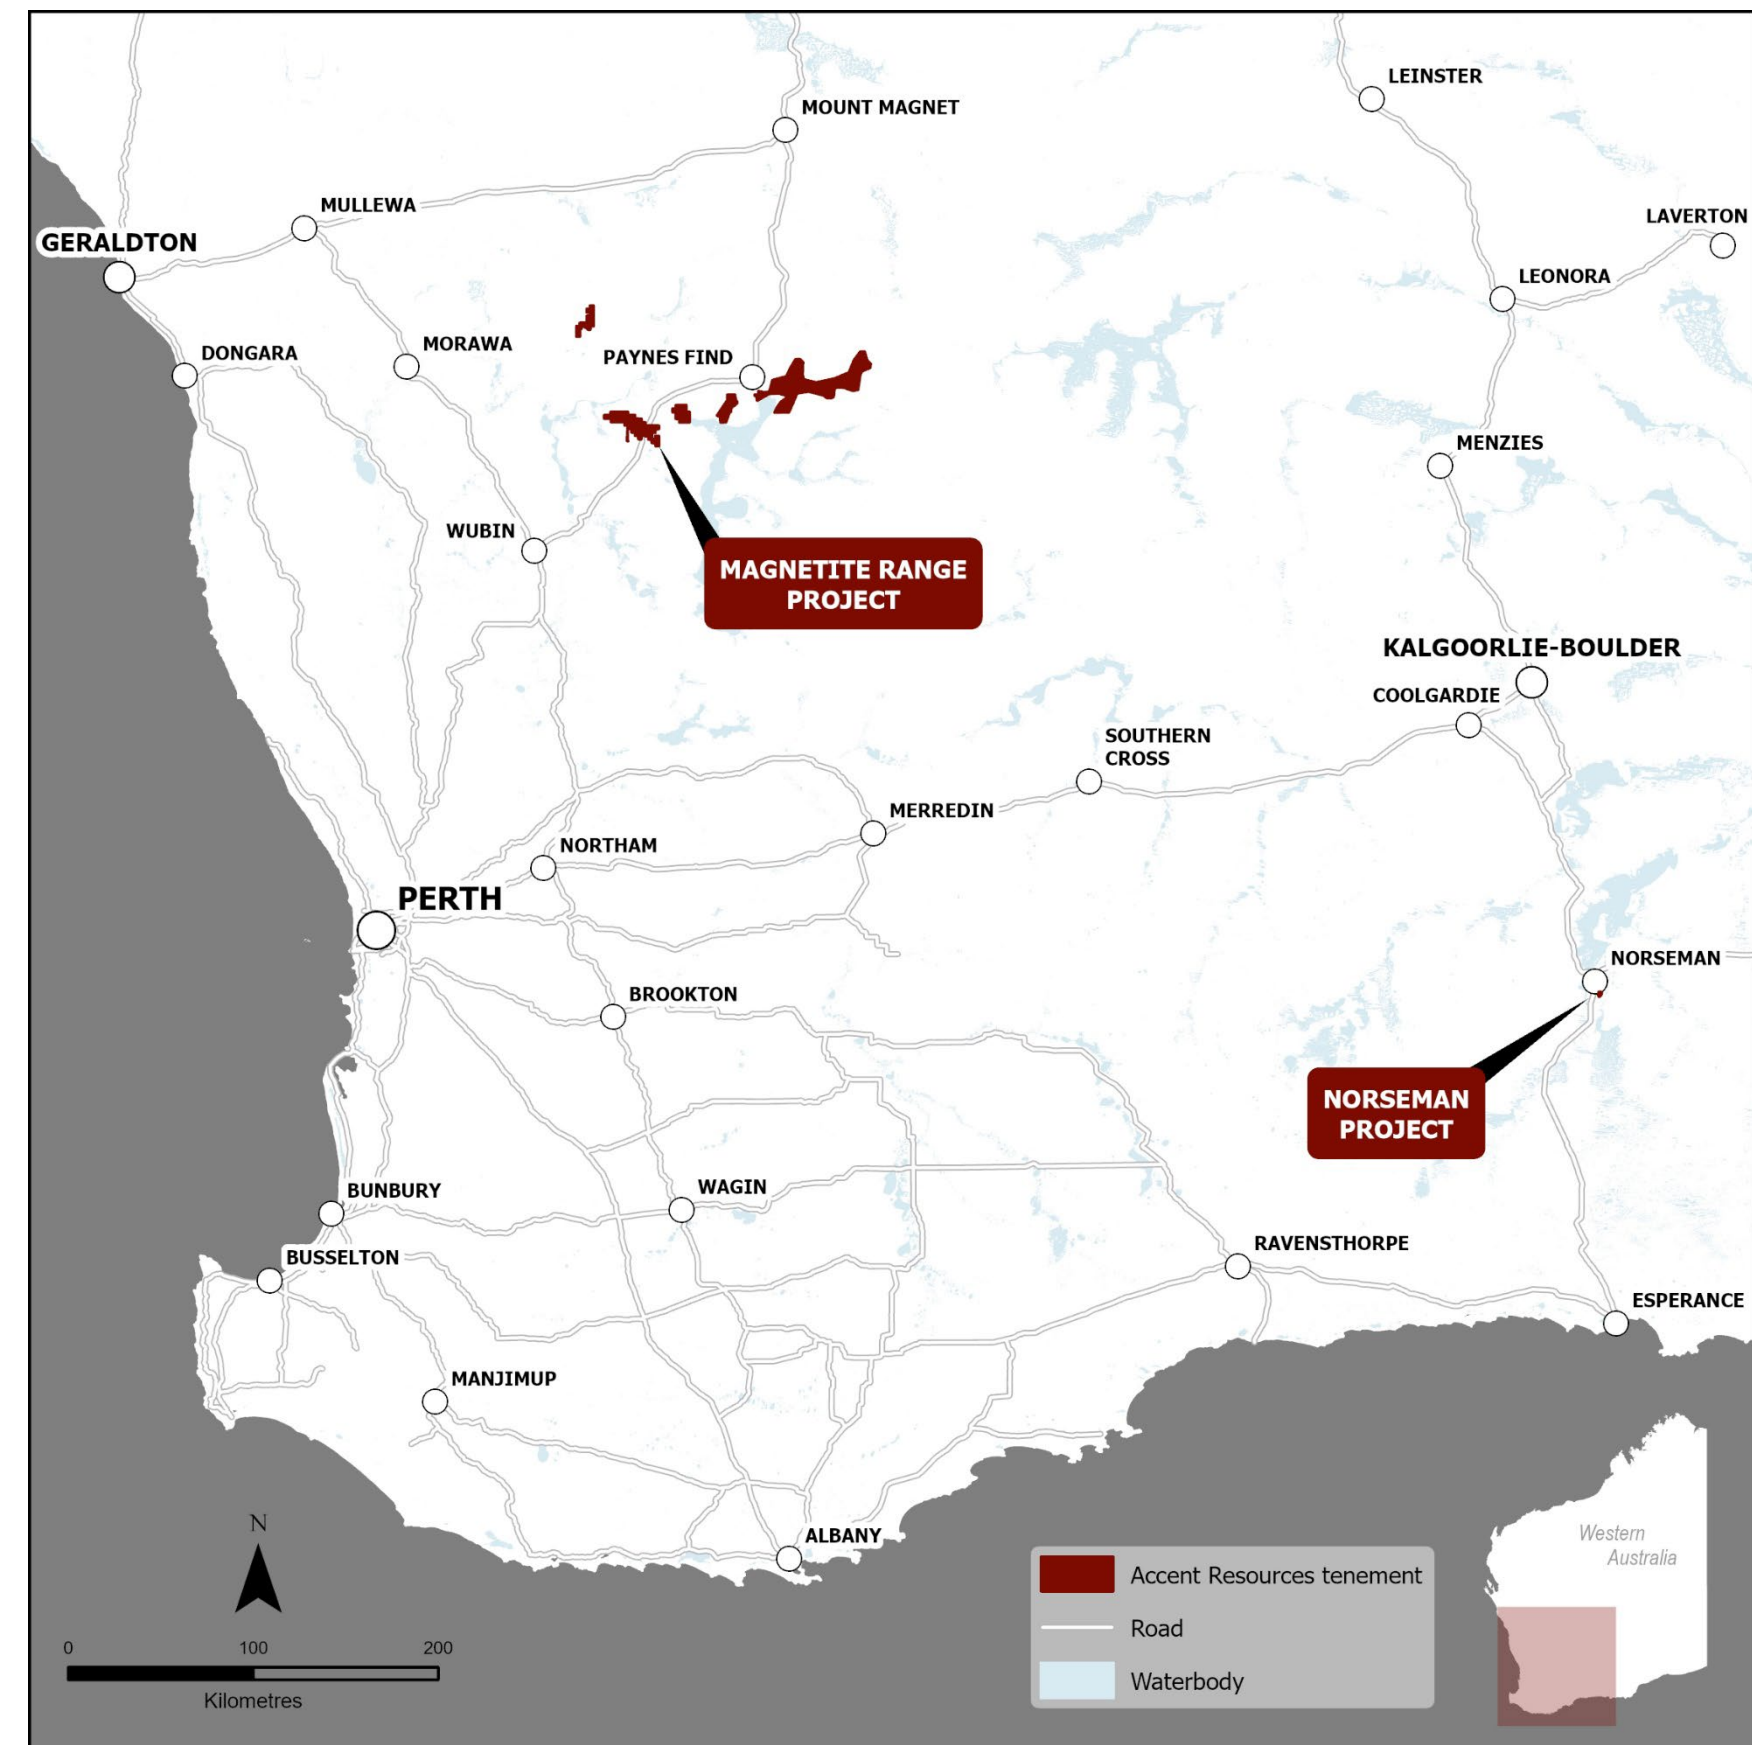 LEINSTER
MOUNT MAGNET
MULLEWA
LAVERTON
GERALDTON
LEONORA
MORAWA
DONGARA
PAYNES FIND
MENZIES
WUBIN
MAGNETITE RANGE
PROJECT
KALGOORLIE-BOULDER
COOLGARDIE
SOUTHERN
CROSS
MERREDIN
NORTHAM
PERTH
NORSEMAN
BROOKTON
NORSEMAN
PROJECT
WAGIN
BUNBURY
RAVENSTHORPE
BUSSELTON
ESPERANCE
MANJIMUP
ALBANY
N
0 100 200
Kilometres
Accent Resources tenement
Road
Waterbody
Western
Australia